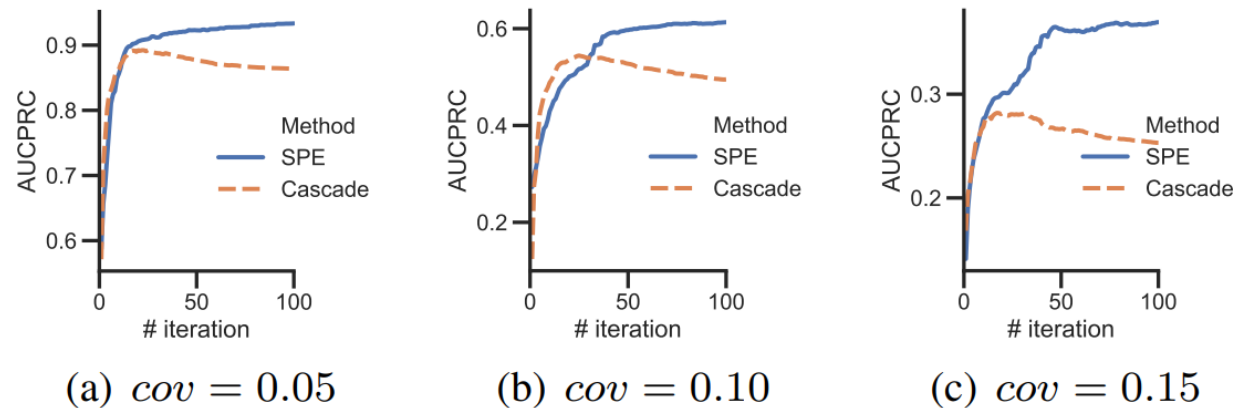 AUCPRC
0.9
0.8
0.7
0.6
Method
SPE
Cascade
0
50
100
# iteration
(a) cov = 0.05
AUCPRC
0.6
0.4
0.2
Method
SPE
Cascade
0
50
100
# iteration
(b) cov = 0.10
AUCPRC
0.3
0.2
Method
SPE
Cascade
0
50
100
# iteration
(c) cov = 0.15